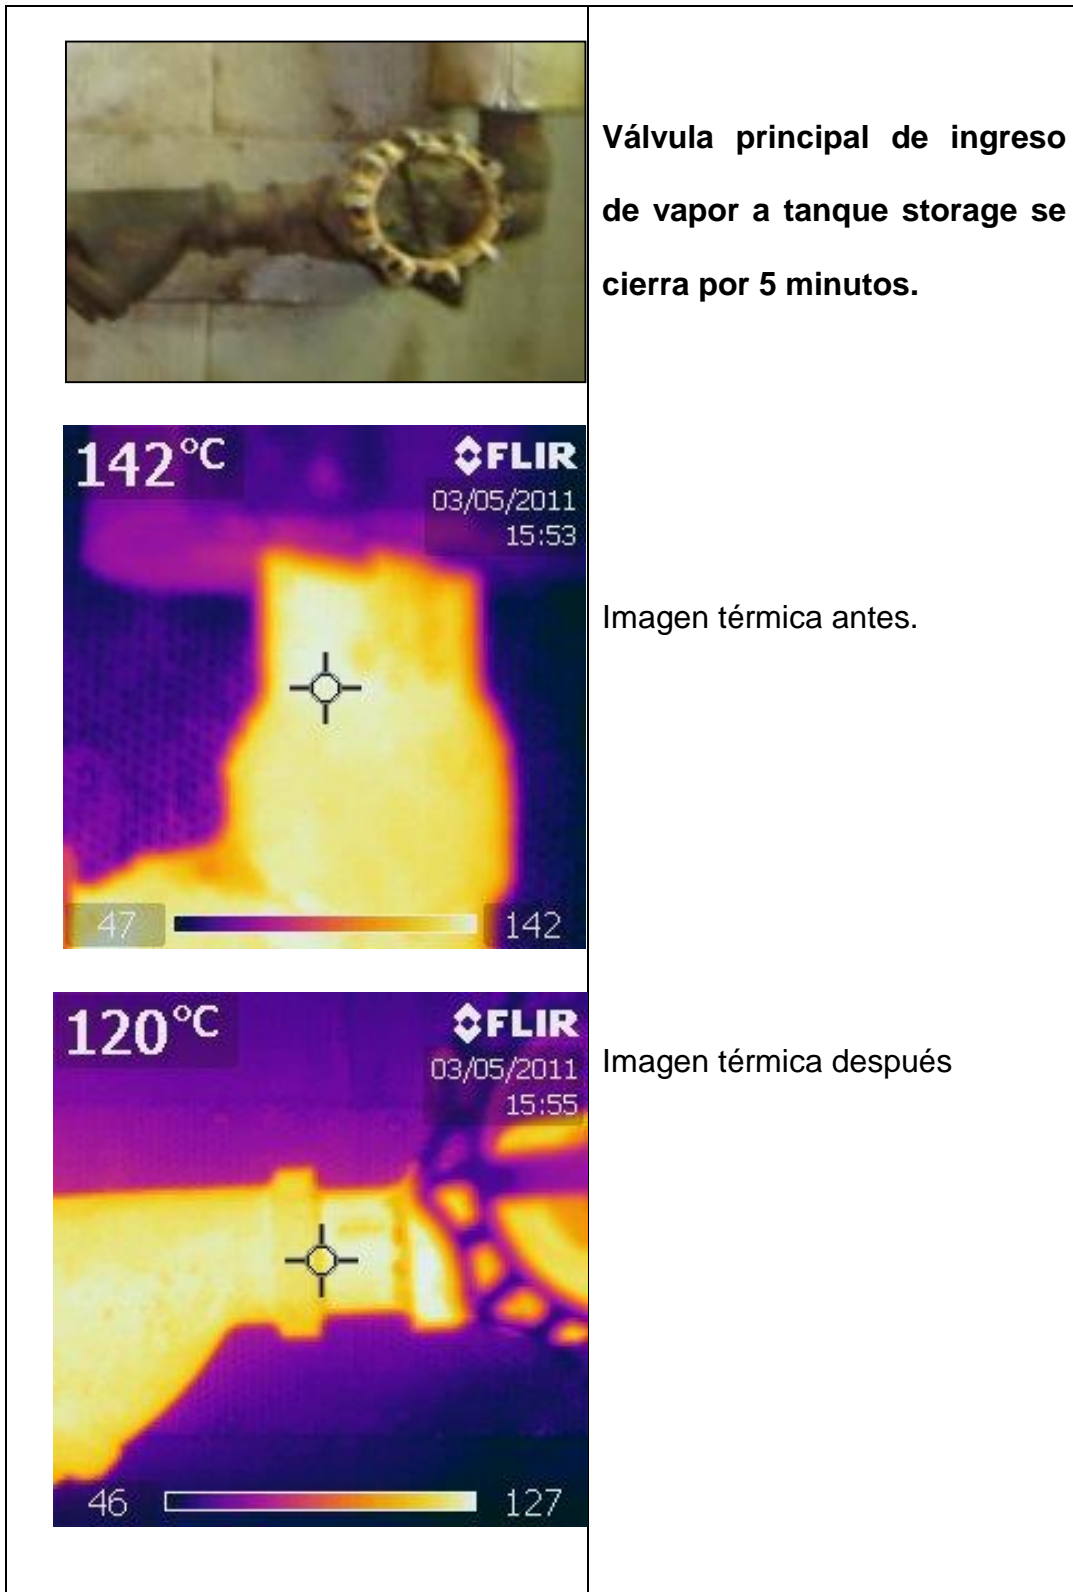 Válvula principal de ingreso
de vapor a tanque storage se
cierra por 5 minutos.
142°C
FLIR
03/05/2011
15:53
Imagen térmica antes.
47
142
120°C
FLIR
03/05/2011
15:55
Imagen térmica después
46
127